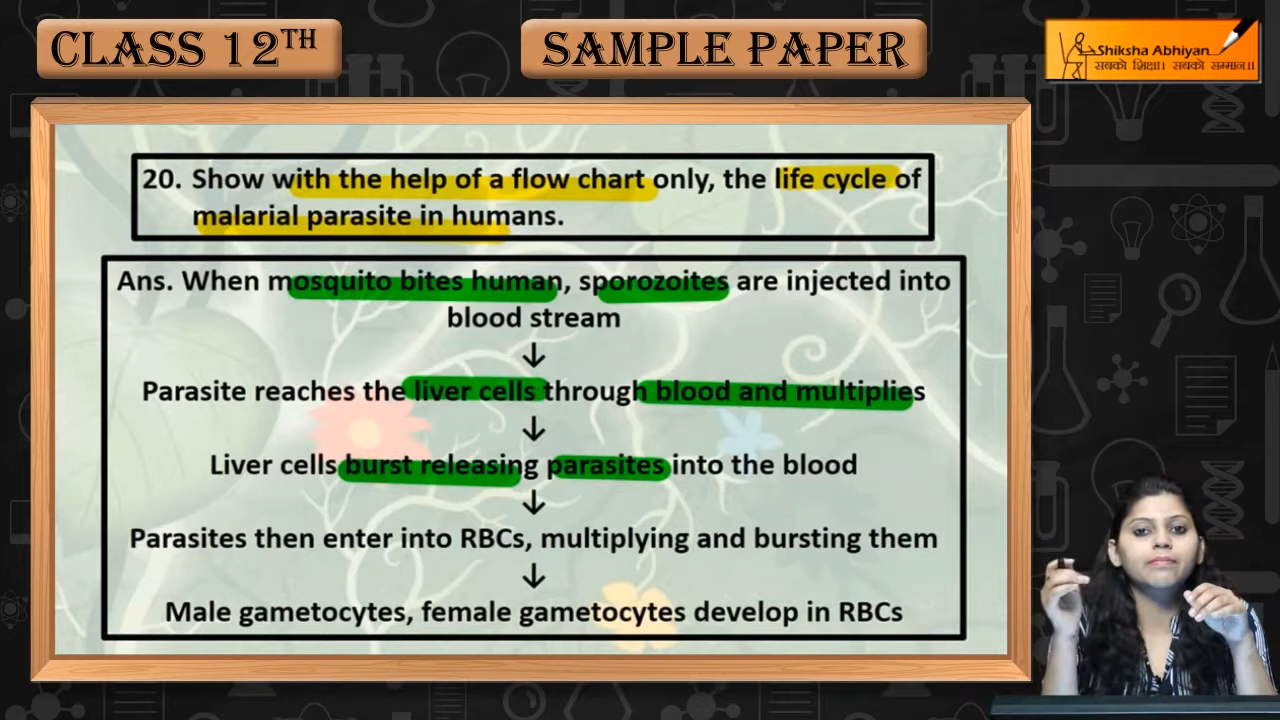 CLASS 12TH
SAMPLE PAPER
Shiksha Abhiyan
सबको शिक्षा। सबको सम्मान॥
20. Show with the help of a flow chart only, the life cycle of
malarial parasite in humans.
Ans. When mosquito bites human, sporozoites are injected into
blood stream
↓
Parasite reaches the liver cells through blood and multiplies
↓
Liver cells burst releasing parasites into the blood
↓
Parasites then enter into RBCs, multiplying and bursting them
↓
Male gametocytes, female gametocytes develop in RBCs